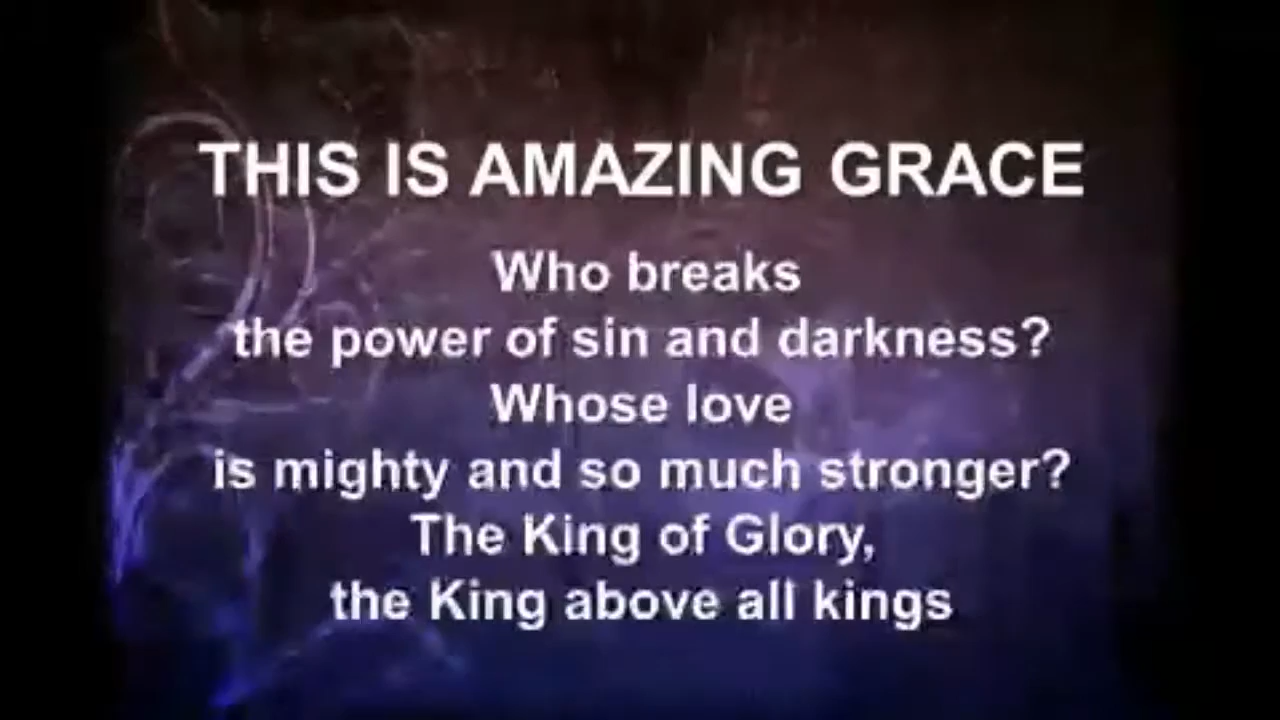 THIS IS AMAZING GRACE
Who breaks
the power of sin and darkness?
Whose love
is mighty and so much stronger?
The King of Glory,
the King above all kings